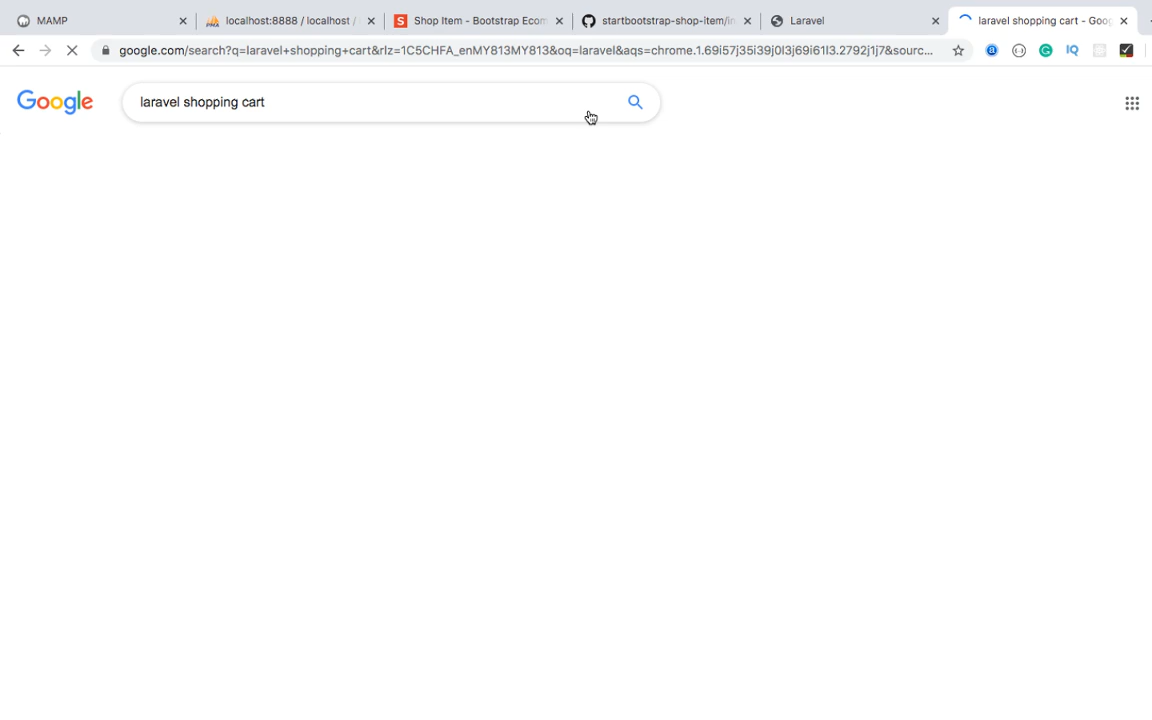 MAMP
localhost:8888 / localhost /
Shop Item - Bootstrap Ecom
startbootstrap-shop-item/in
Laravel
laravel shopping cart - Goo
google.com/search?q=laravel+shopping+cart&rlz=1C5CHFA_enMY813MY813&oq=laravel&aqs=chrome.1.69i57j35i39j0l3j69i61l3.2792j1j7&sourc...
IQ
Google
laravel shopping cart